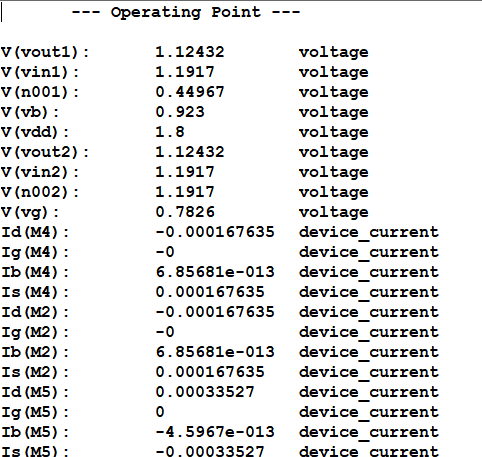 --- Operating Point ---
V(vout1): 1.12432 voltage
V(vin1): 1.1917 voltage
V(n001): 0.44967 voltage
V(vb): 0.923 voltage
V(vdd): 1.8 voltage
V(vout2): 1.12432 voltage
V(vin2): 1.1917 voltage
V(n002): 1.1917 voltage
V(vg): 0.7826 voltage
Id(M4): -0.000167635 device_current
Ig(M4): -0 device_current
Ib(M4): 6.85681e-013 device_current
Is(M4): 0.000167635 device_current
Id(M2): -0.000167635 device_current
Ig(M2): -0 device_current
Ib(M2): 6.85681e-013 device_current
Is(M2): 0.000167635 device_current
Id(M5): 0.00033527 device_current
Ig(M5): 0 device_current
Ib(M5): -4.5967e-013 device_current
Is(M5): -0.00033527 device_current